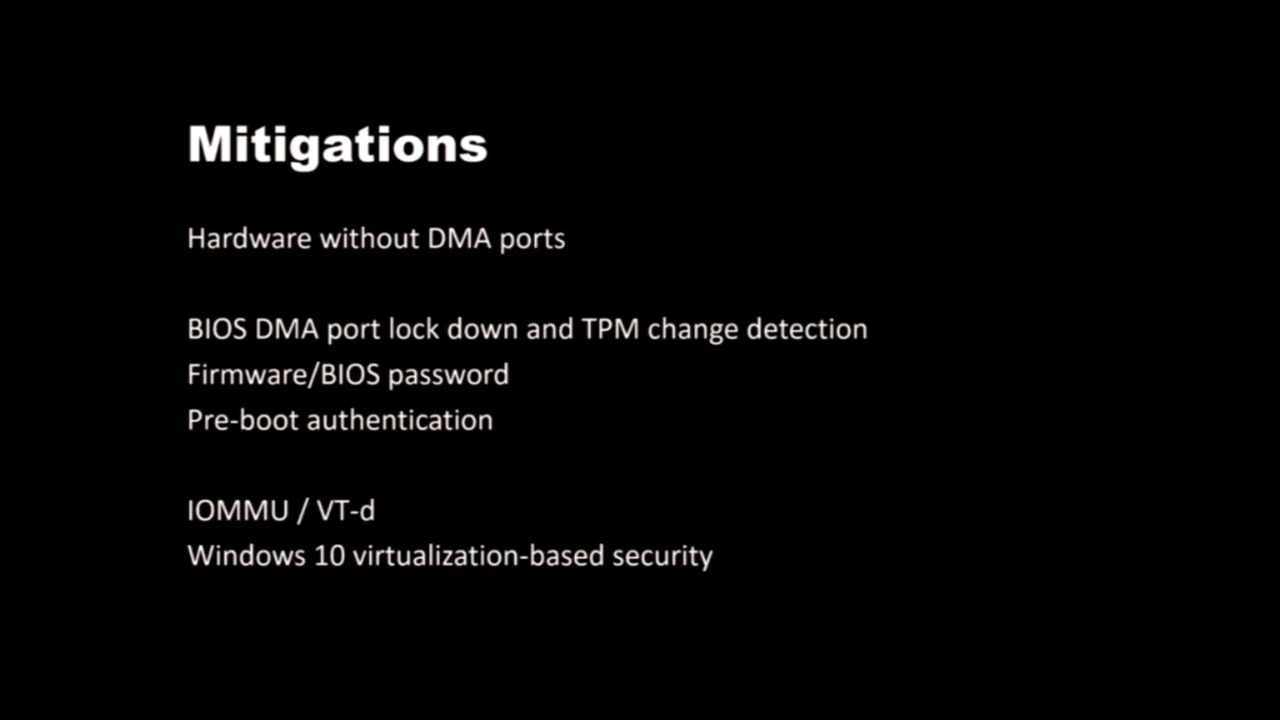 Mitigations
Hardware without DMA ports
BIOS DMA port lock down and TPM change detection
Firmware/BIOS password
Pre-boot authentication
IOMMU / VT-d
Windows 10 virtualization-based security